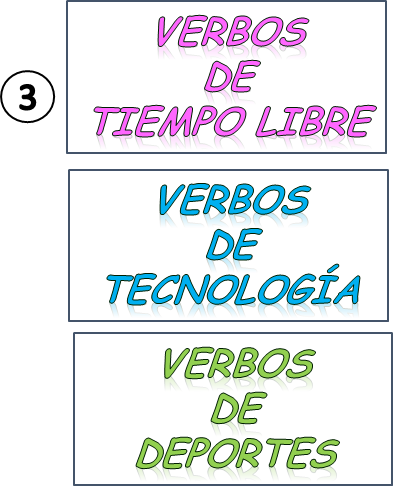 VERBOS
DE
TIEMPO LIBRE
3
VERBOS
DE
TECNOLOGÍA
VERBOS
DE
DEPORTES